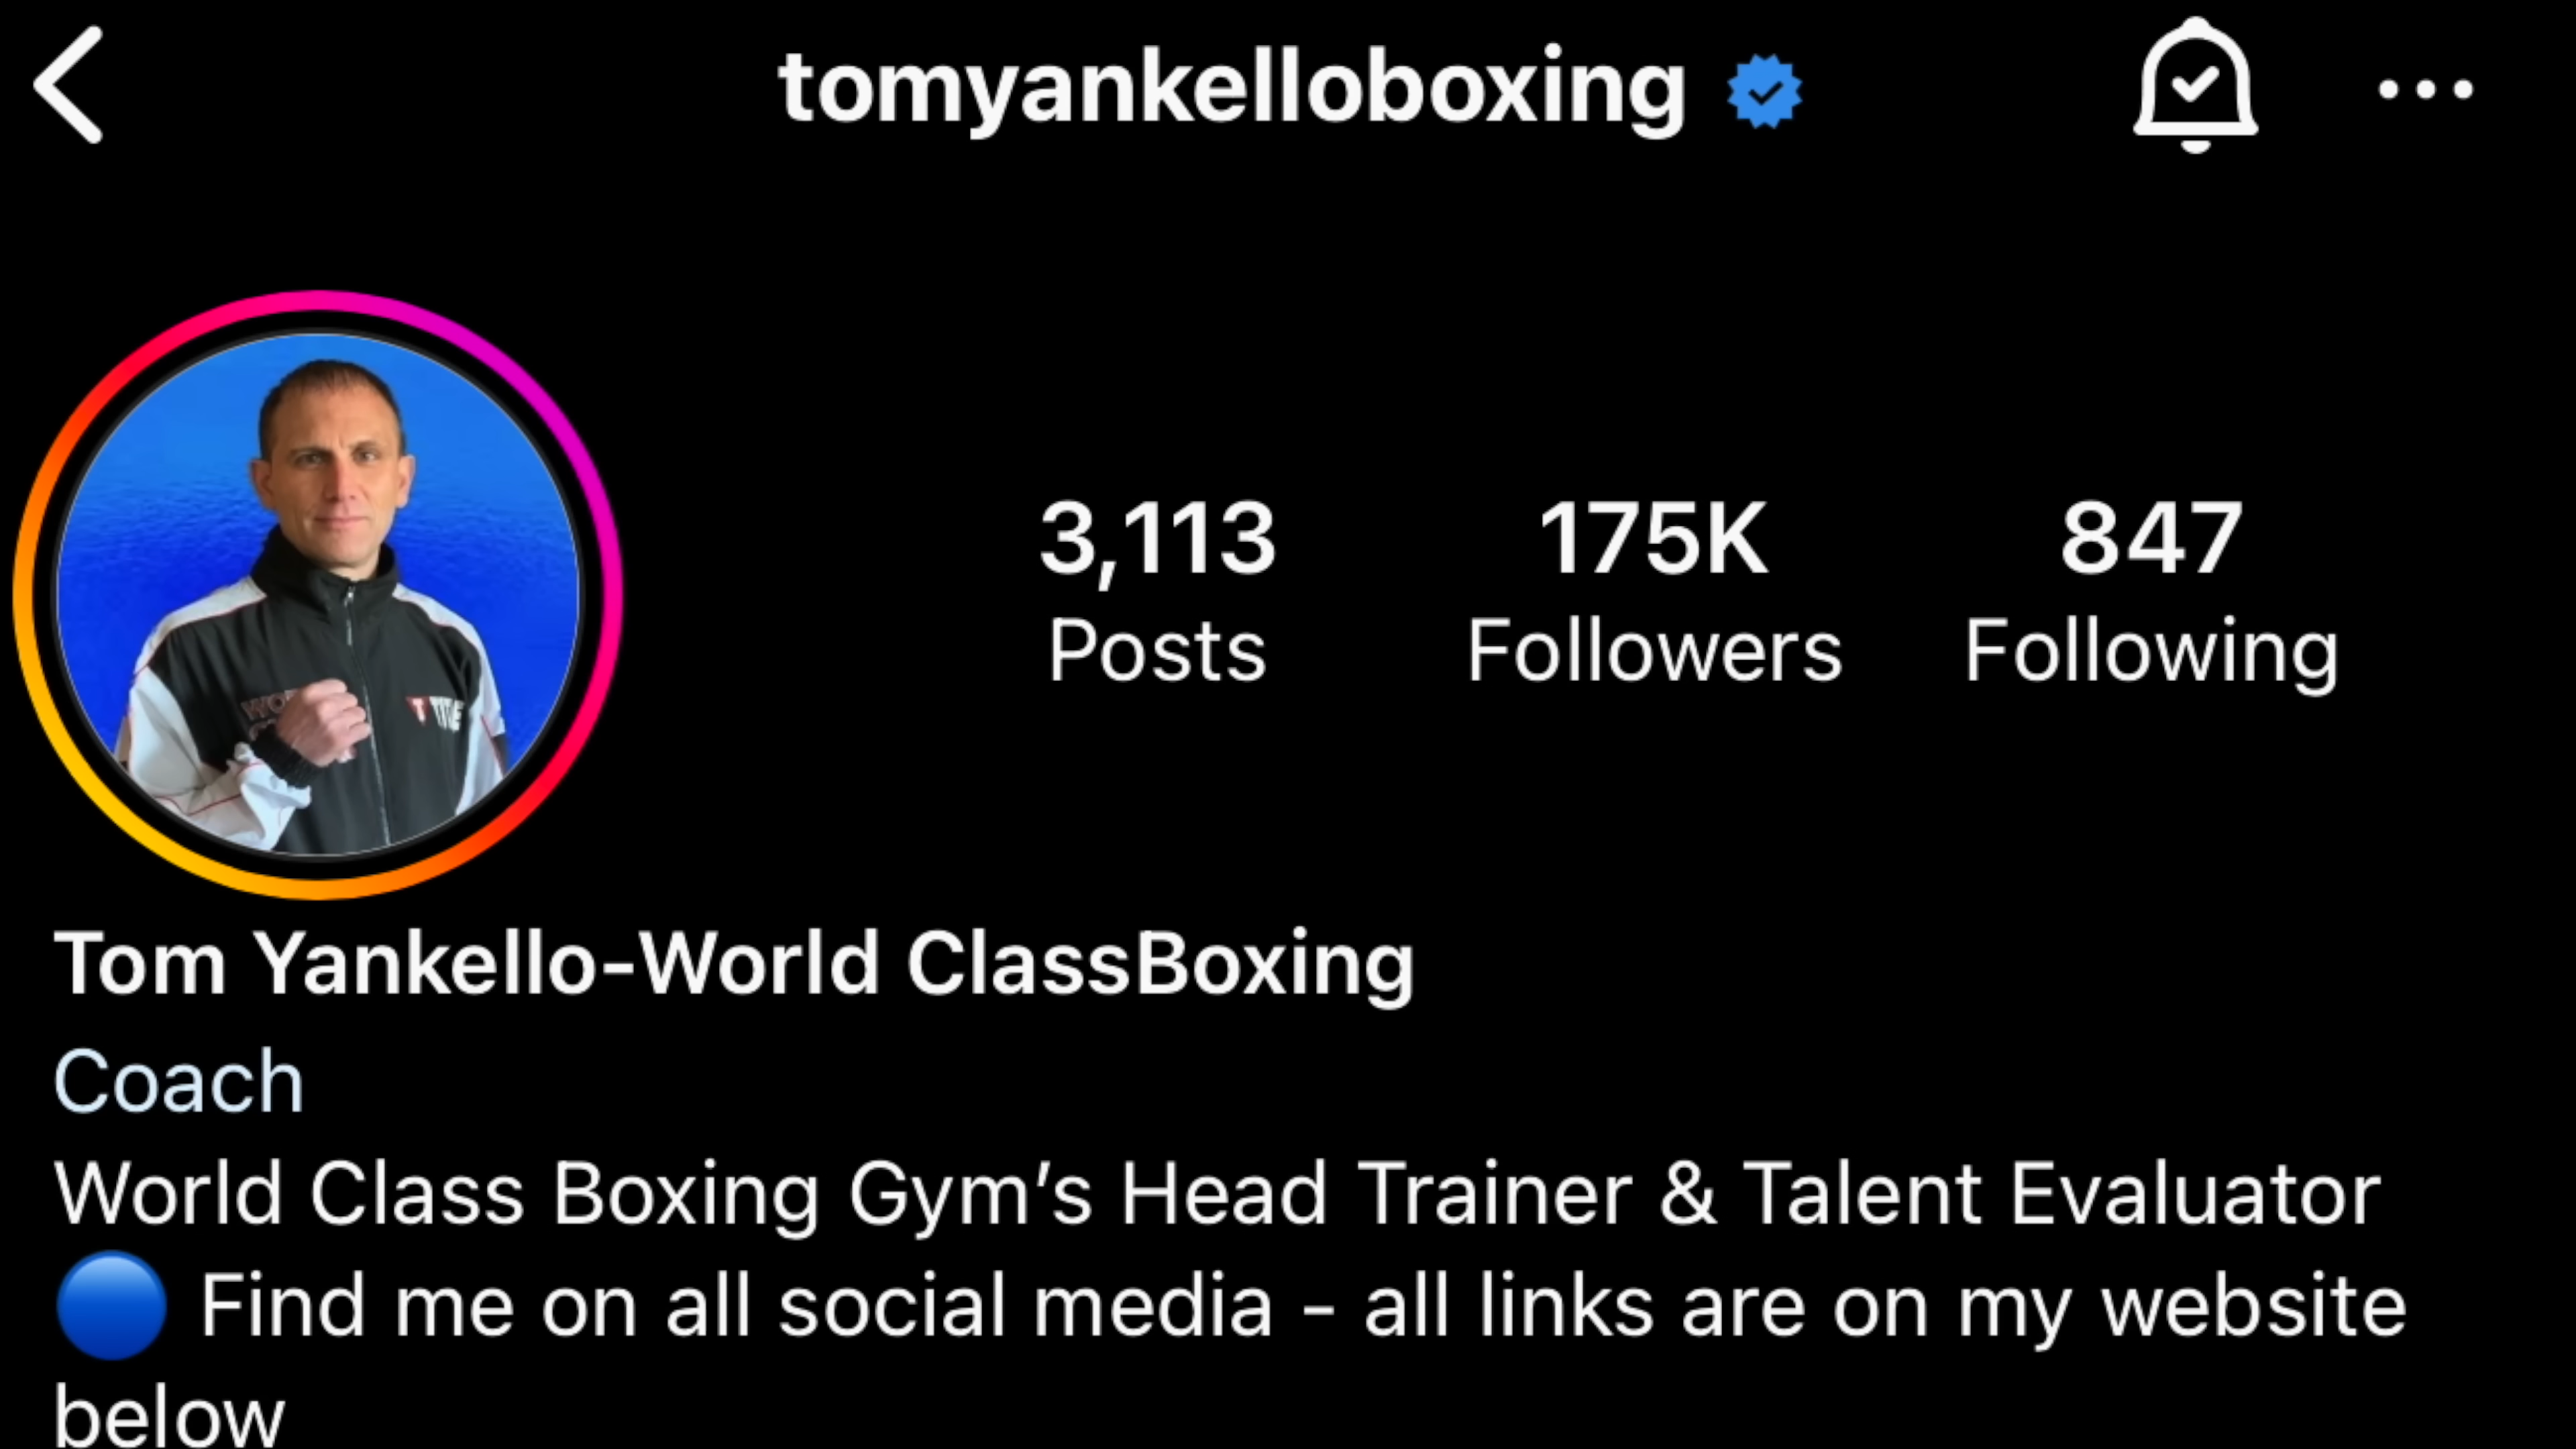 tomyankelloboxing
3,113 175K 847
Posts Followers Following
TITLE
Tom Yankello-World ClassBoxing
Coach
World Class Boxing Gym’s Head Trainer & Talent Evaluator
🔵 Find me on all social media - all links are on my website
below